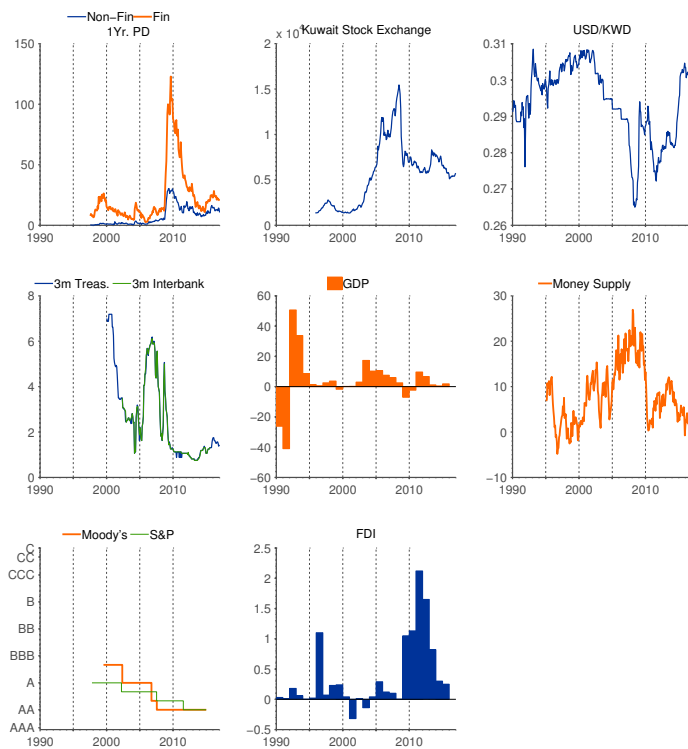 Non−Fin Fin
1Yr. PD
150
100
50
0
1990 2000 2010
2 x 10
Kuwait Stock Exchange
1.5
1
0.5
0
1990 2000 2010
USD/KWD
0.31
0.3
0.29
0.28
0.27
0.26
1990 2000 2010
3m Treas. 3m Interbank
8
6
4
2
0
1990 2000 2010
GDP
60
40
20
0
−20
−40
−60
1990 2000 2010
Money Supply
30
20
10
0
−10
1990 2000 2010
Moody's S&P
C
CC
CCC
B
BB
BBB
A
AA
AAA
1990 2000 2010
FDI
2.5
2
1.5
1
0.5
0
−0.5
1990 2000 2010